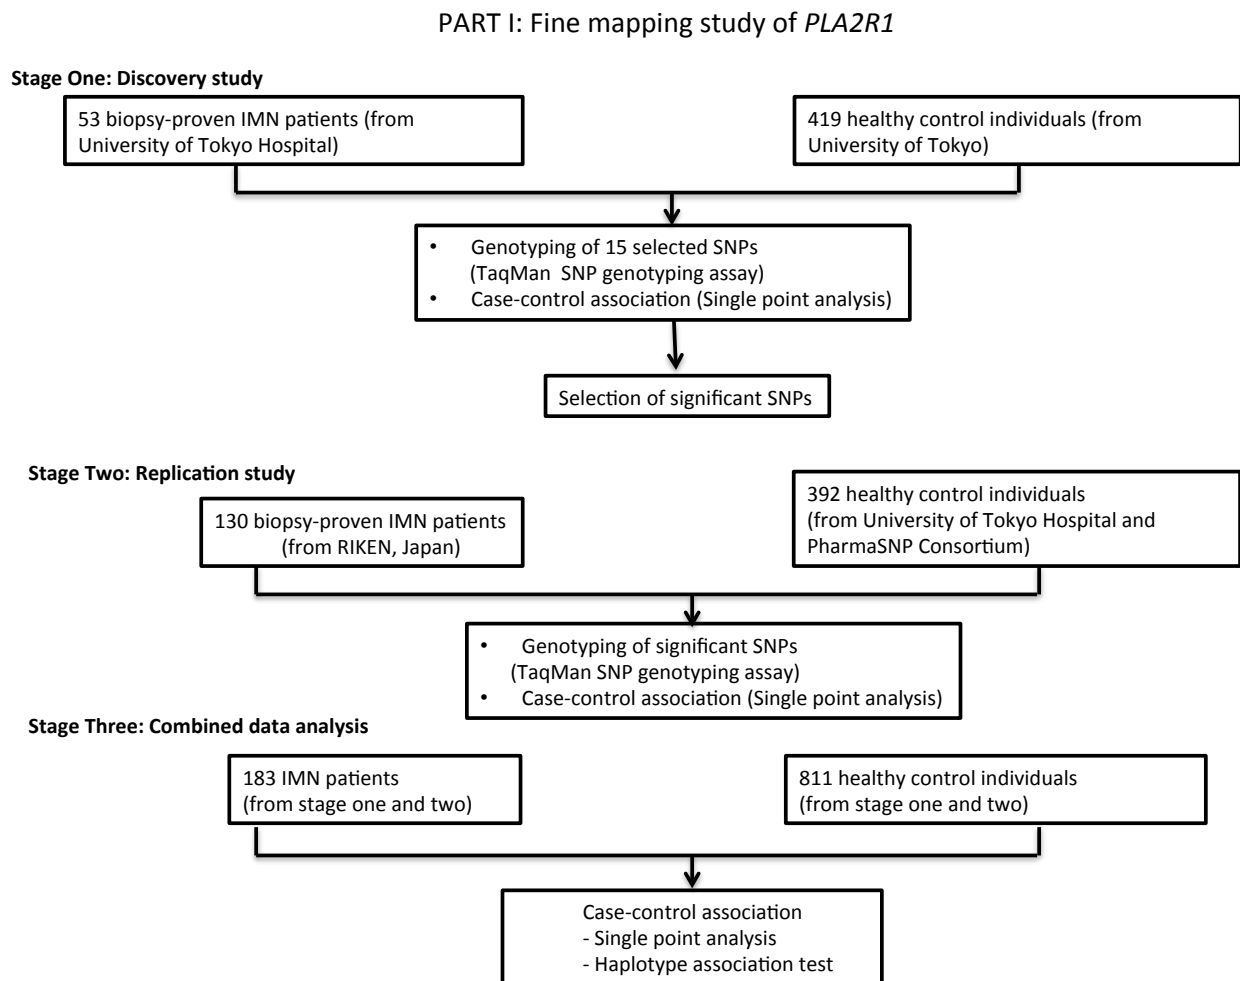 PART I: Fine mapping study of PLA2R1
Stage One: Discovery study
53 biopsy-proven IMN patients (from
University of Tokyo Hospital)
419 healthy control individuals (from
University of Tokyo)
• Genotyping of 15 selected SNPs
(TaqMan SNP genotyping assay)
• Case-control association (Single point analysis)
Selection of significant SNPs
Stage Two: Replication study
130 biopsy-proven IMN patients
(from RIKEN, Japan)
392 healthy control individuals
(from University of Tokyo Hospital and
PharmaSNP Consortium)
• Genotyping of significant SNPs
(TaqMan SNP genotyping assay)
• Case-control association (Single point analysis)
Stage Three: Combined data analysis
183 IMN patients
(from stage one and two)
811 healthy control individuals
(from stage one and two)
Case-control association
- Single point analysis
- Haplotype association test